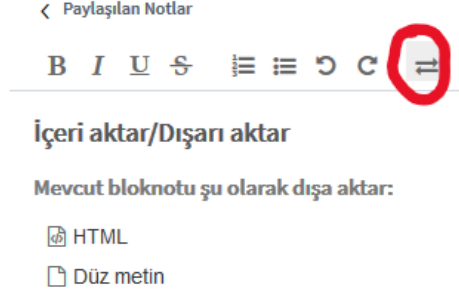 Paylaşılan Notlar
B I U S
İçeri aktar/Dışarı aktar
Mevcut bloknotu şu olarak dışa aktar:
HTML
Düz metin